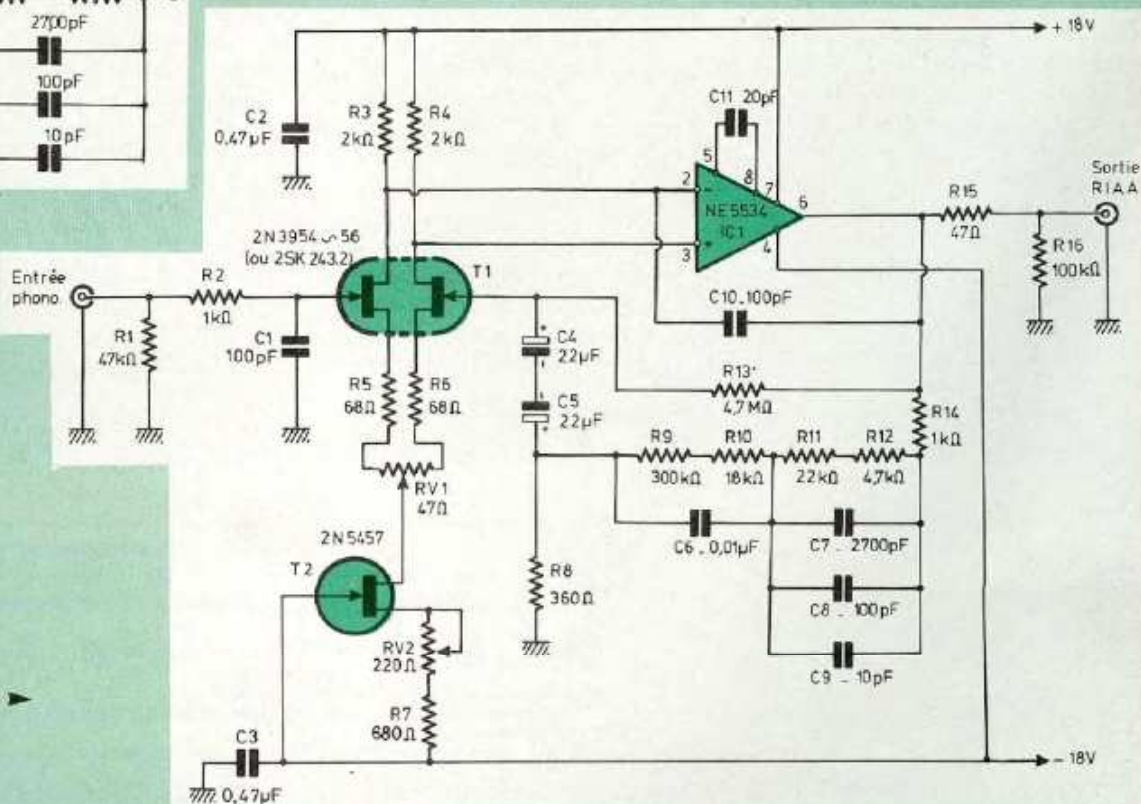 2700pF
100pF
10pF
+ 18V
C2
0,47µF
R3
2kΩ
R4
2kΩ
C11 20pF
5
8
7
2
-
6
NE5534
IC1
3
+
4
R15
47Ω
Sortie
RIAA
R16
100kΩ
2N3954 ∽ 56
(ou 2SK 243.2)
T1
Entrée
phono.
R2
1kΩ
R1
47kΩ
C1
100pF
C10_100pF
+
C4
22µF
-
-
C5
22µF
+
R13
4,7MΩ
R14
1kΩ
R5
68Ω
R6
68Ω
RV1
47Ω
R9
300kΩ
R10
18kΩ
R11
22kΩ
R12
4,7kΩ
C6 _ 0,01µF
C7 _ 2700pF
C8 _ 100pF
C9 _ 10pF
2N5457
T2
R8
360Ω
RV2
220Ω
R7
680Ω
C3
0,47µF
- 18V